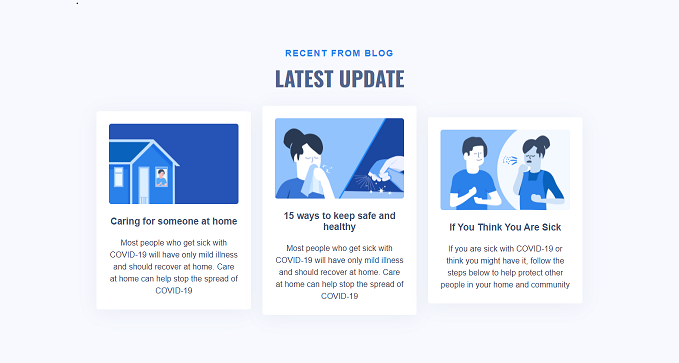 RECENT FROM BLOG
LATEST UPDATE
Caring for someone at home
Most people who get sick with
COVID-19 will have only mild illness
and should recover at home. Care
at home can help stop the spread of
COVID-19
15 ways to keep safe and
healthy
Most people who get sick with
COVID-19 will have only mild illness
and should recover at home. Care
at home can help stop the spread of
COVID-19
If You Think You Are Sick
If you are sick with COVID-19 or
think you might have it, follow the
steps below to help protect other
people in your home and community